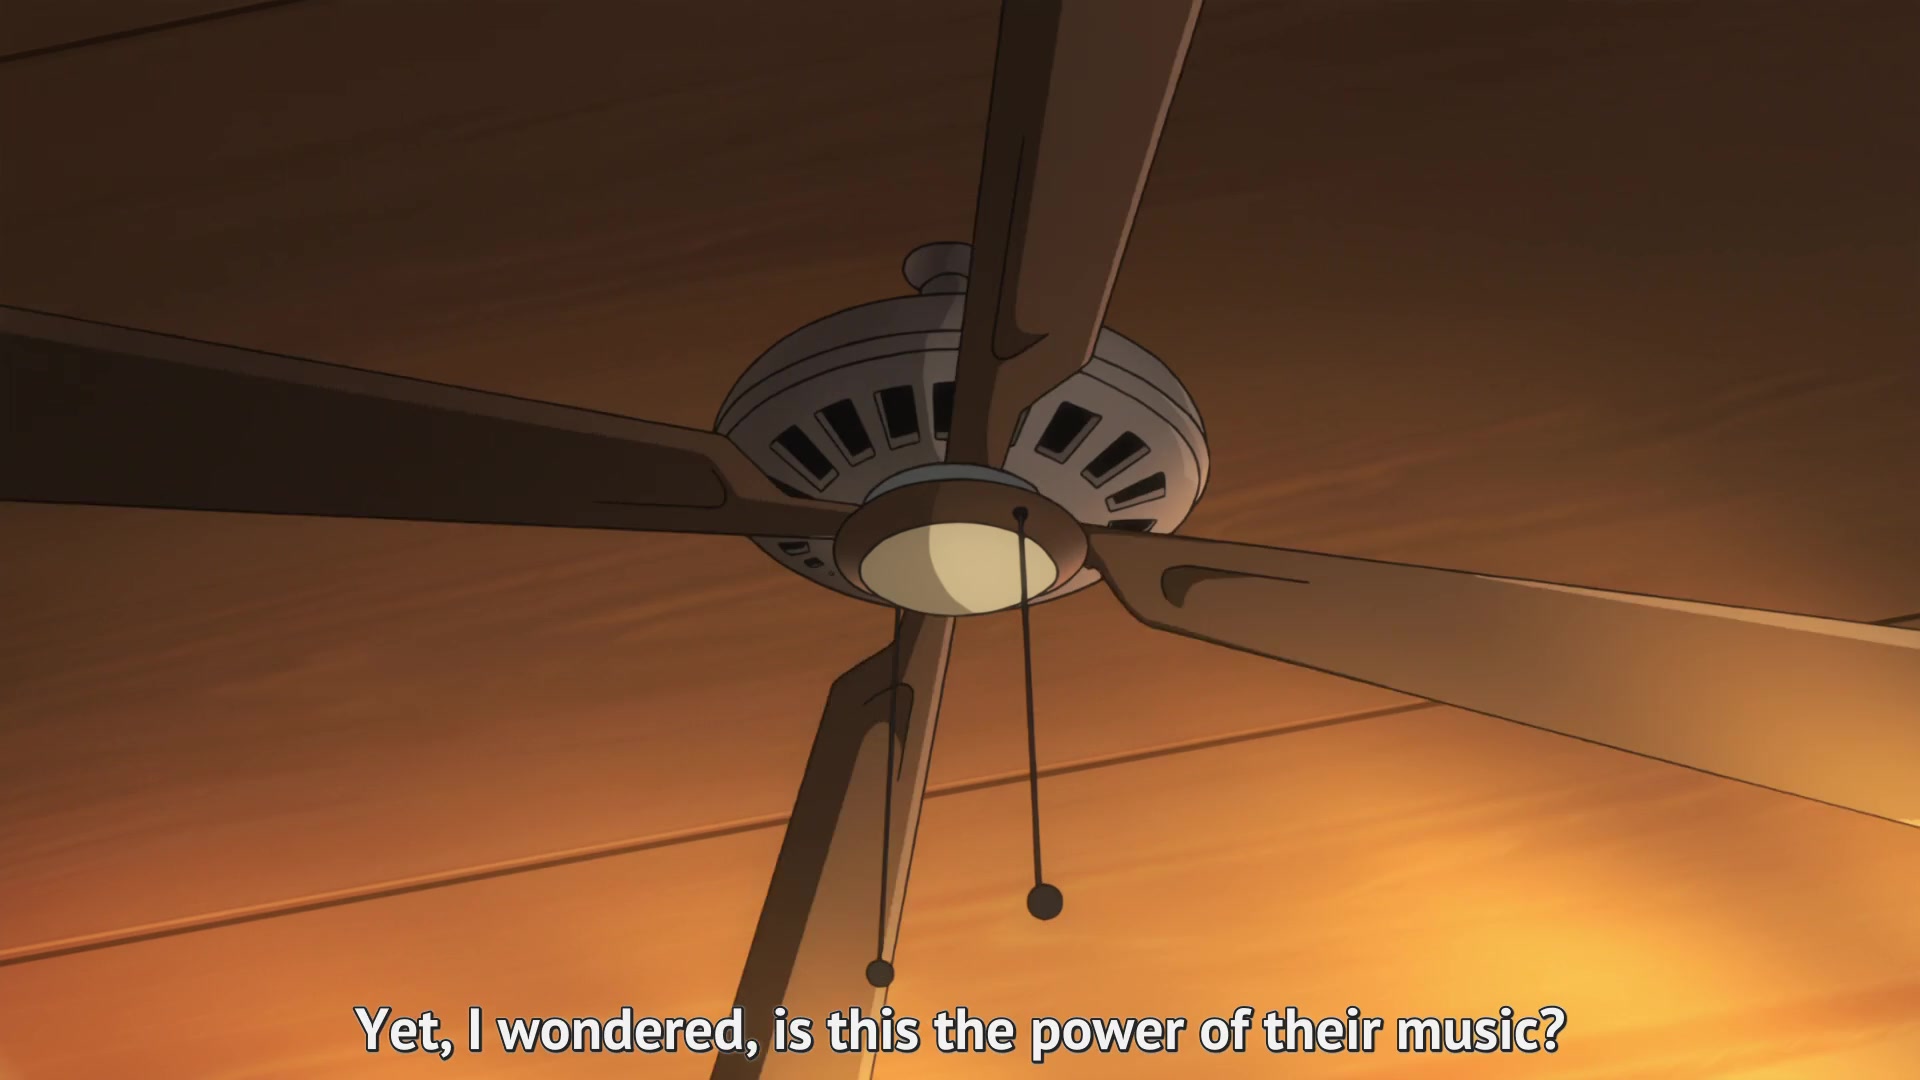 Yet, I wondered, is this the power of their music?